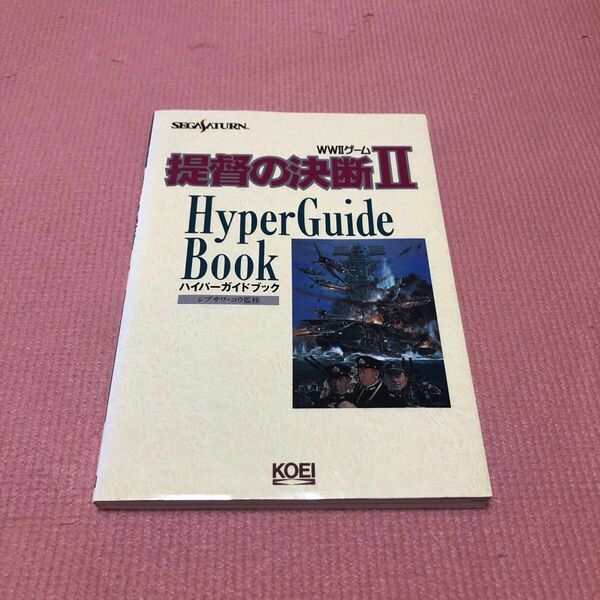 SEGA SATURN
WWIIゲーム
提督の決断II
HyperGuide
Book
ハイパーガイドブック
シブサワ・コウ監修
KOEI